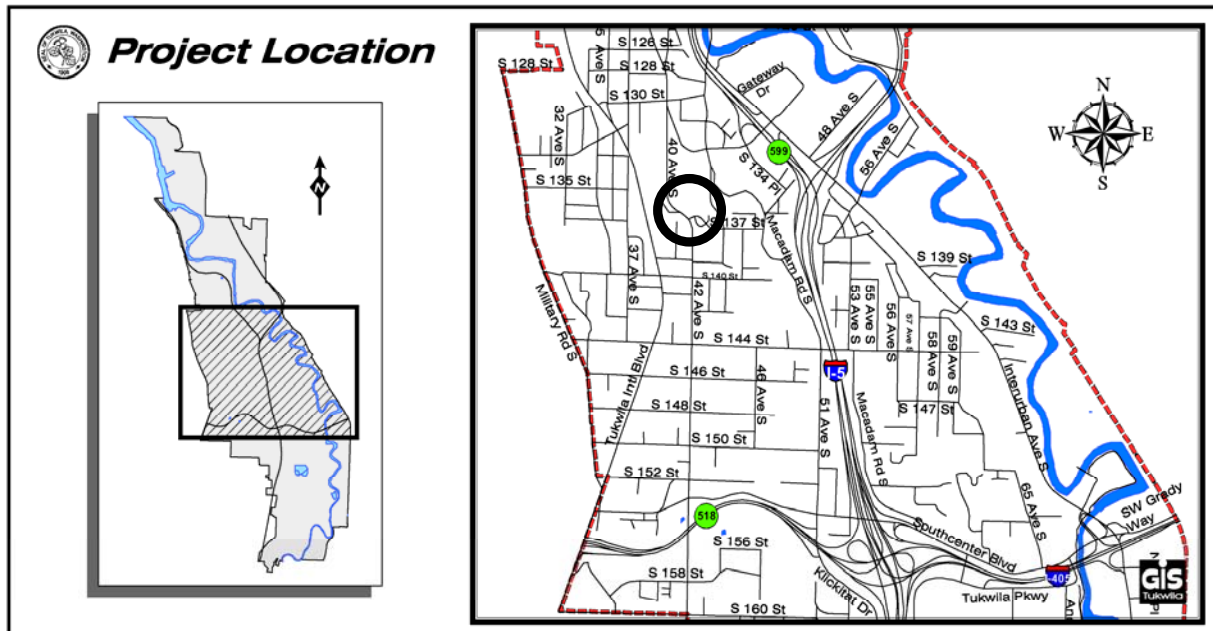 SEAL OF TUKWILA, WASHINGTON
1908
Project Location
N
N
W E
S
S 126 St
S 128 St
S 128 St
S 130 St
Gateway Dr
32 Ave S
40 Ave S
48 Ave S
56 Ave S
599
S 134 Pl
S 135 St
S 137 St
Macadam Rd S
37 Ave S
S 139 St
S 140 St
Military Rd S
42 Ave S
53 Ave S
55 Ave S
56 Ave S
57 Ave S
58 Ave S
59 Ave S
S 143 St
S 144 St
Tukwila Intl Blvd
S 146 St
46 Ave S
I-5
Interurban Ave S
S 147 St
S 148 St
51 Ave S
Macadam Rd S
S 150 St
S 152 St
65 Ave S
SW Grady Way
518
Southcenter Blvd
S 156 St
S 158 St
Klickitat Dr
-405
Tukwila Pkwy
S 160 St
GIS
Tukwila